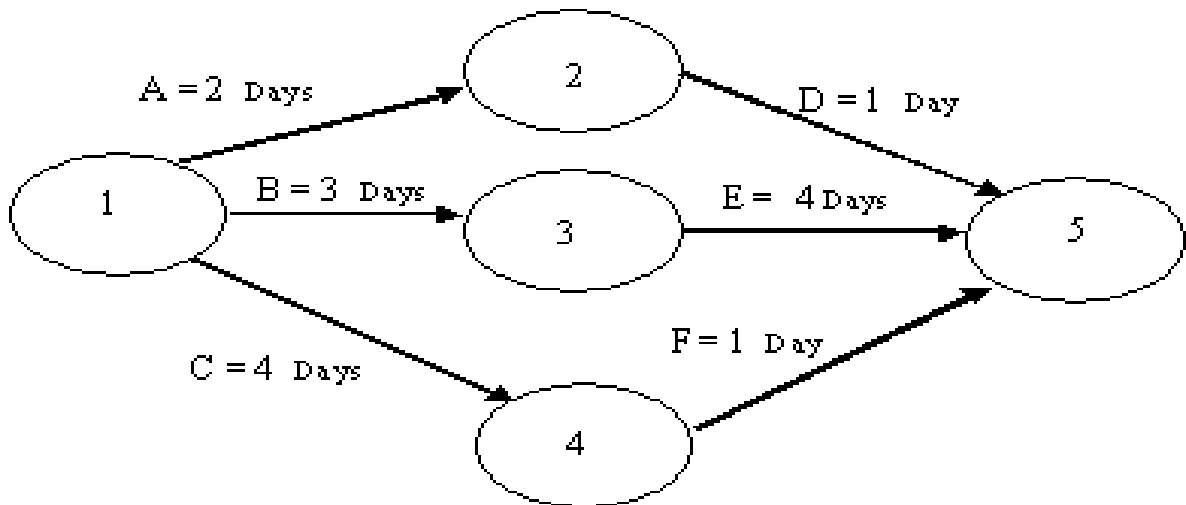 2
A = 2 Days
D = 1 Day
1
B = 3 Days
E = 4 Days
3
5
C = 4 Days
F = 1 Day
4